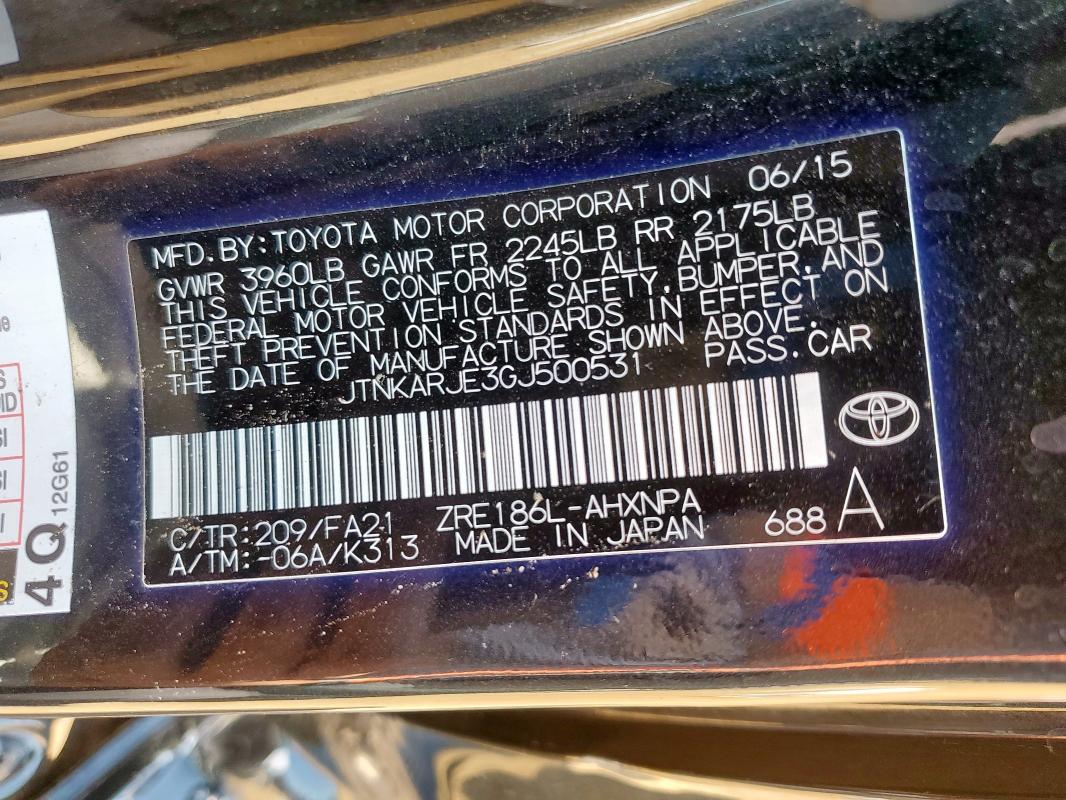 MFD.BY:TOYOTA MOTOR CORPORATION 06/15
GVWR 3960LB GAWR FR 2245LB RR 2175LB
THIS VEHICLE CONFORMS TO ALL APPLICABLE
FEDERAL MOTOR VEHICLE SAFETY,BUMPER,AND
THEFT PREVENTION STANDARDS IN EFFECT ON
THE DATE OF MANUFACTURE SHOWN ABOVE.
JTNKARJE3GJ500531 PASS.CAR
C/TR:209/FA21 ZRE186L-AHXNPA
A/TM:-06A/K313 MADE IN JAPAN 688 A
4Q 12G61